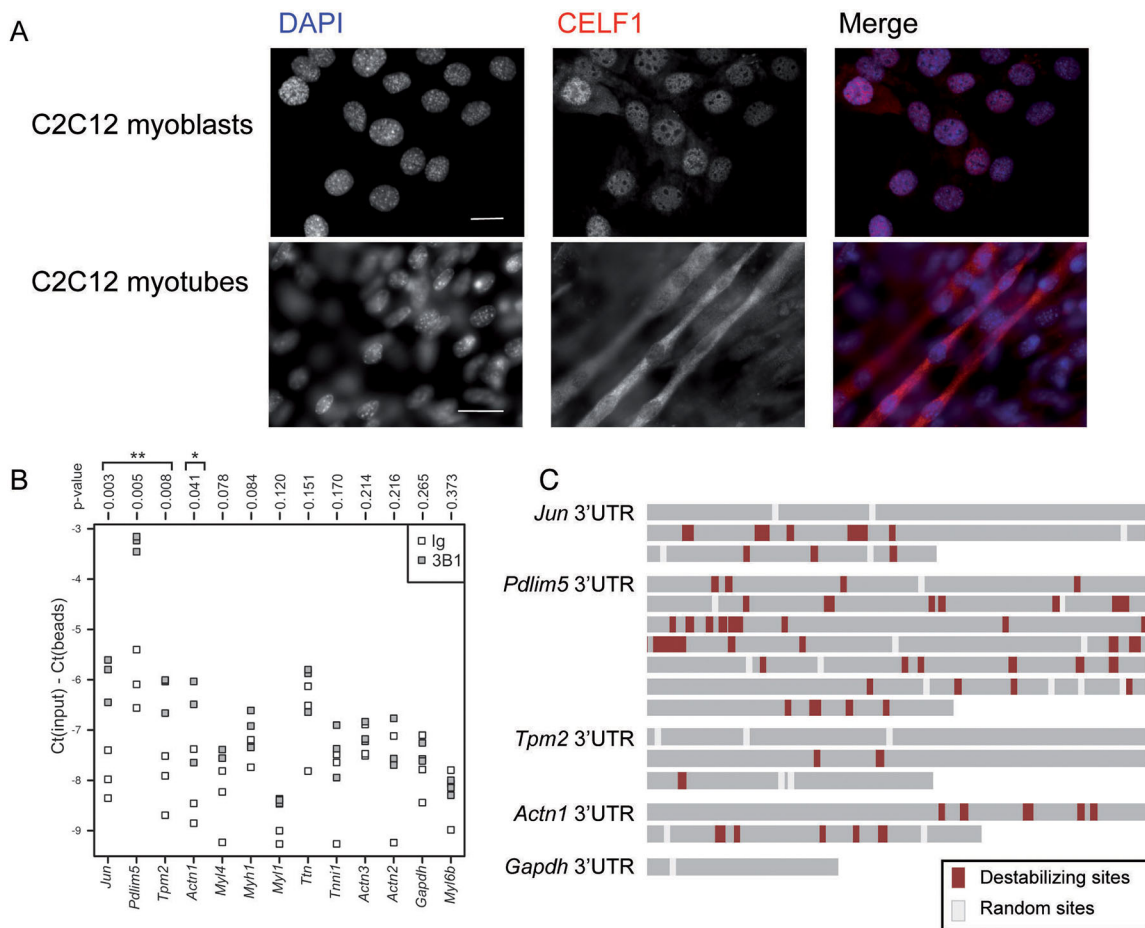 A
DAPI
CELF1
Merge
C2C12 myoblasts
C2C12 myotubes
B
p-value
**
*
0.003
0.005
0.008
0.041
0.078
0.084
0.120
0.151
0.170
0.214
0.216
0.265
0.373
Ig
3B1
Ct(input) - Ct(beads)
-3
-4
-5
-6
-7
-8
-9
Jun
Pdlim5
Tpm2
Actn1
Myl4
Myh1
Myl1
Ttn
Tnni1
Actn3
Actn2
Gapdh
Myl6b
C
Jun 3'UTR
Pdlim5 3'UTR
Tpm2 3'UTR
Actn1 3'UTR
Gapdh 3'UTR
Destabilizing sites
Random sites